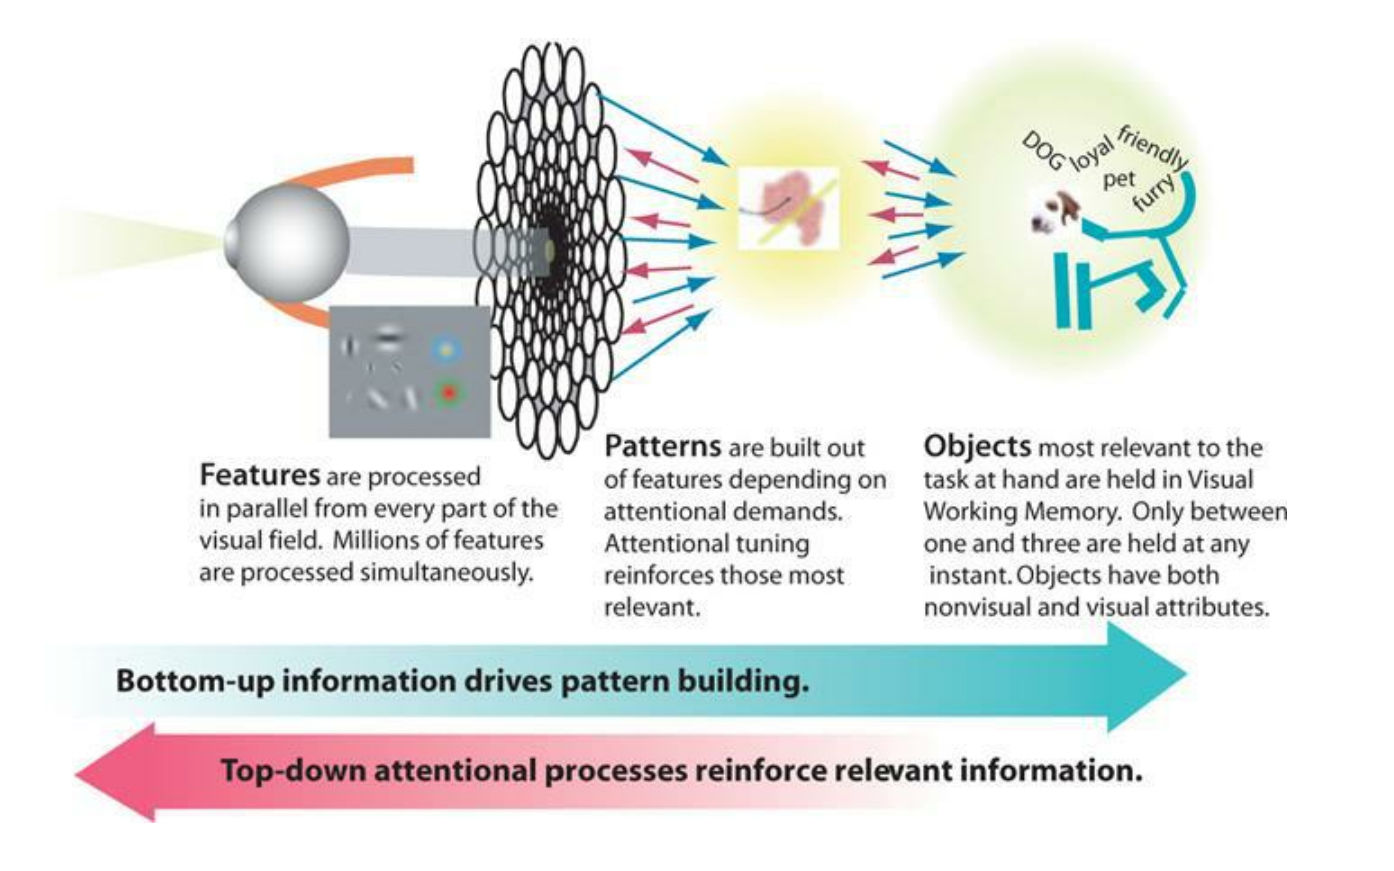 DOG
loyal
friendly
pet
furry
Features are processed
in parallel from every part of the
visual field. Millions of features
are processed simultaneously.
Patterns are built out
of features depending on
attentional demands.
Attentional tuning
reinforces those most
relevant.
Objects most relevant to the
task at hand are held in Visual
Working Memory. Only between
one and three are held at any
instant. Objects have both
nonvisual and visual attributes.
Bottom-up information drives pattern building.
Top-down attentional processes reinforce relevant information.